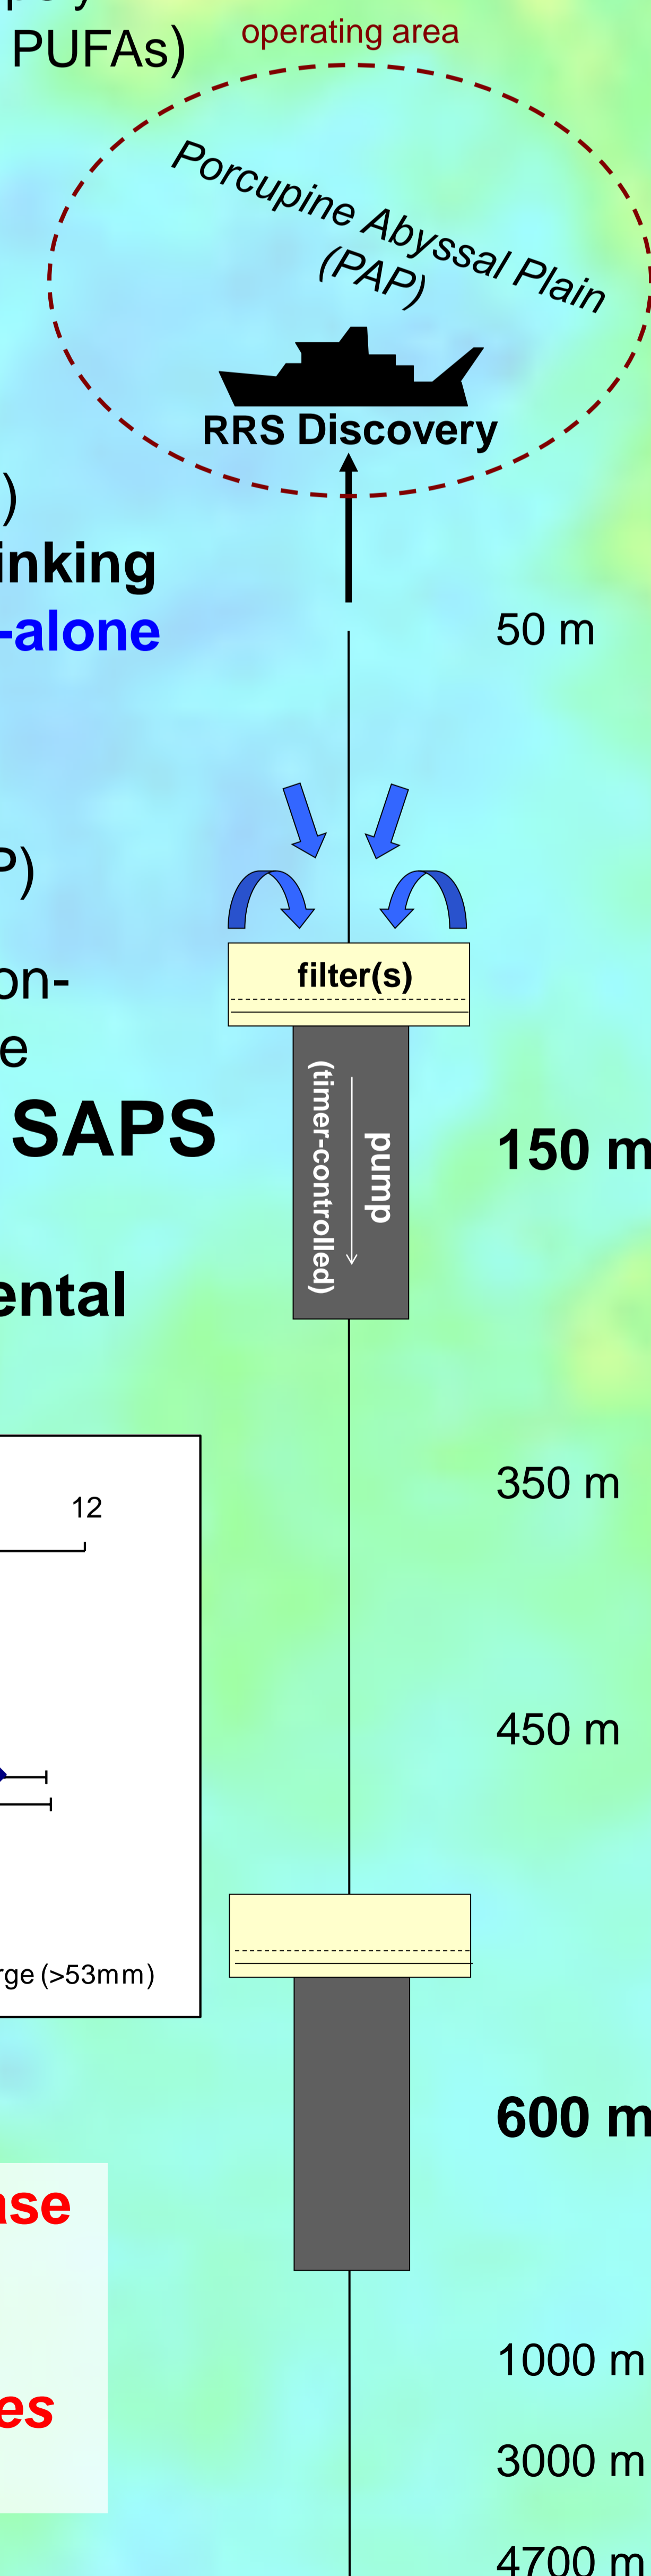 PUFAs)
operating area
Porcupine Abyssal Plain
(PAP)
RRS Discovery
)
inking
-alone
50 m
P)
filter(s)
on-
e
SAPS
pump
(timer-controlled)
150 m
ental
350 m
12
450 m
rge (>53mm)
600 m
ase
1000 m
es
3000 m
4700 m